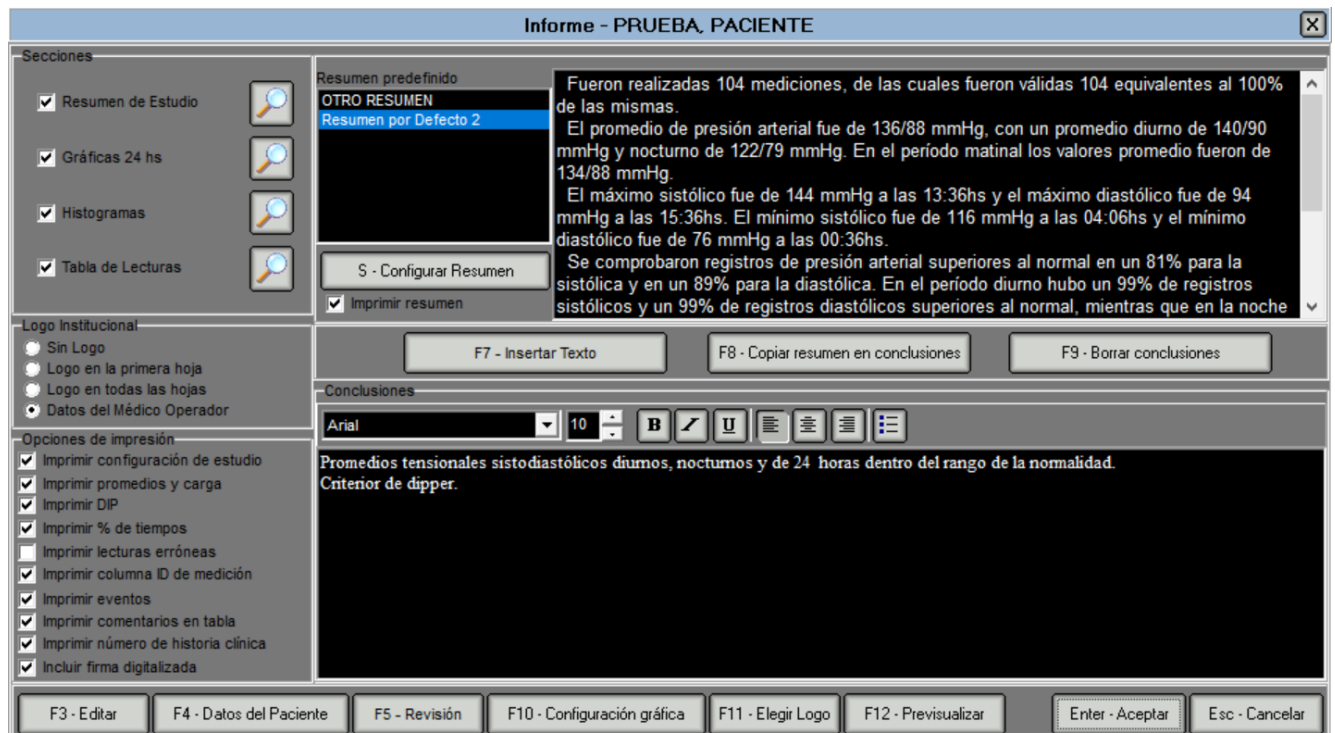 Informe - PRUEBA, PACIENTE
Secciones
Resumen de Estudio
Gráficas 24 hs
Histogramas
Tabla de Lecturas
Resumen predefinido
OTRO RESUMEN
Resumen por Defecto 2
S - Configurar Resumen
Imprimir resumen
Fueron realizadas 104 mediciones, de las cuales fueron válidas 104 equivalentes al 100%
de las mismas.
El promedio de presión arterial fue de 136/88 mmHg, con un promedio diurno de 140/90
mmHg y nocturno de 122/79 mmHg. En el período matinal los valores promedio fueron de
134/88 mmHg.
El máximo sistólico fue de 144 mmHg a las 13:36hs y el máximo diastólico fue de 94
mmHg a las 15:36hs. El mínimo sistólico fue de 116 mmHg a las 04:06hs y el mínimo
diastólico fue de 76 mmHg a las 00:36hs.
Se comprobaron registros de presión arterial superiores al normal en un 81% para la
sistólica y en un 89% para la diastólica. En el período diurno hubo un 99% de registros
sistólicos y un 99% de registros diastólicos superiores al normal, mientras que en la noche
Logo Institucional
Sin Logo
Logo en la primera hoja
Logo en todas las hojas
Datos del Médico Operador
F7 - Insertar Texto
F8 - Copiar resumen en conclusiones
F9 - Borrar conclusiones
Conclusiones
Arial
10
B I U
Promedios tensionales sistodiastólicos diurnos, nocturnos y de 24 horas dentro del rango de la normalidad.
Criterior de dipper.
Opciones de impresión
Imprimir configuración de estudio
Imprimir promedios y carga
Imprimir DIP
Imprimir % de tiempos
Imprimir lecturas erróneas
Imprimir columna ID de medición
Imprimir eventos
Imprimir comentarios en tabla
Imprimir número de historia clínica
Incluir firma digitalizada
F3 - Editar
F4 - Datos del Paciente
F5 - Revisión
F10 - Configuración gráfica
F11 - Elegir Logo
F12 - Previsualizar
Enter - Aceptar
Esc - Cancelar